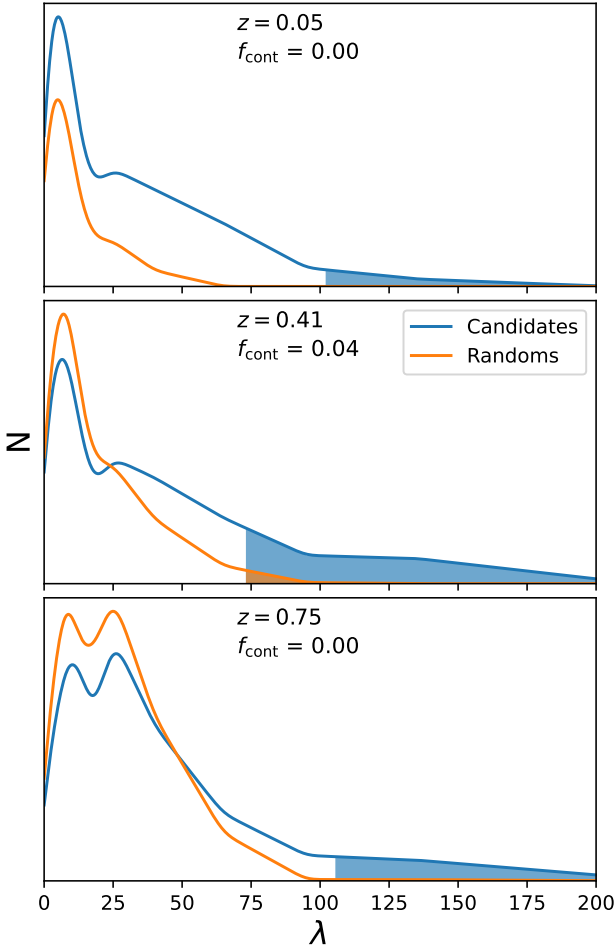 z = 0.05
f_cont = 0.00
z = 0.41
f_cont = 0.04
Candidates
Randoms
N
z = 0.75
f_cont = 0.00
0 25 50 75 100 125 150 175 200
λ